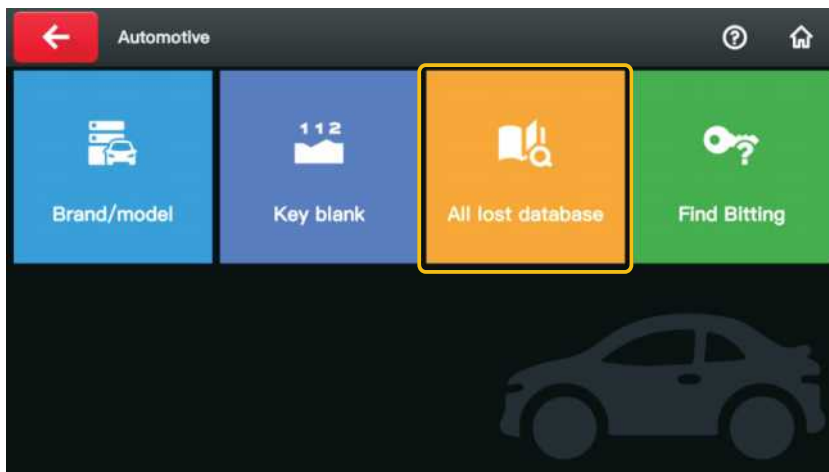 Automotive
112
Brand/model
Key blank
All lost database
Find Bitting